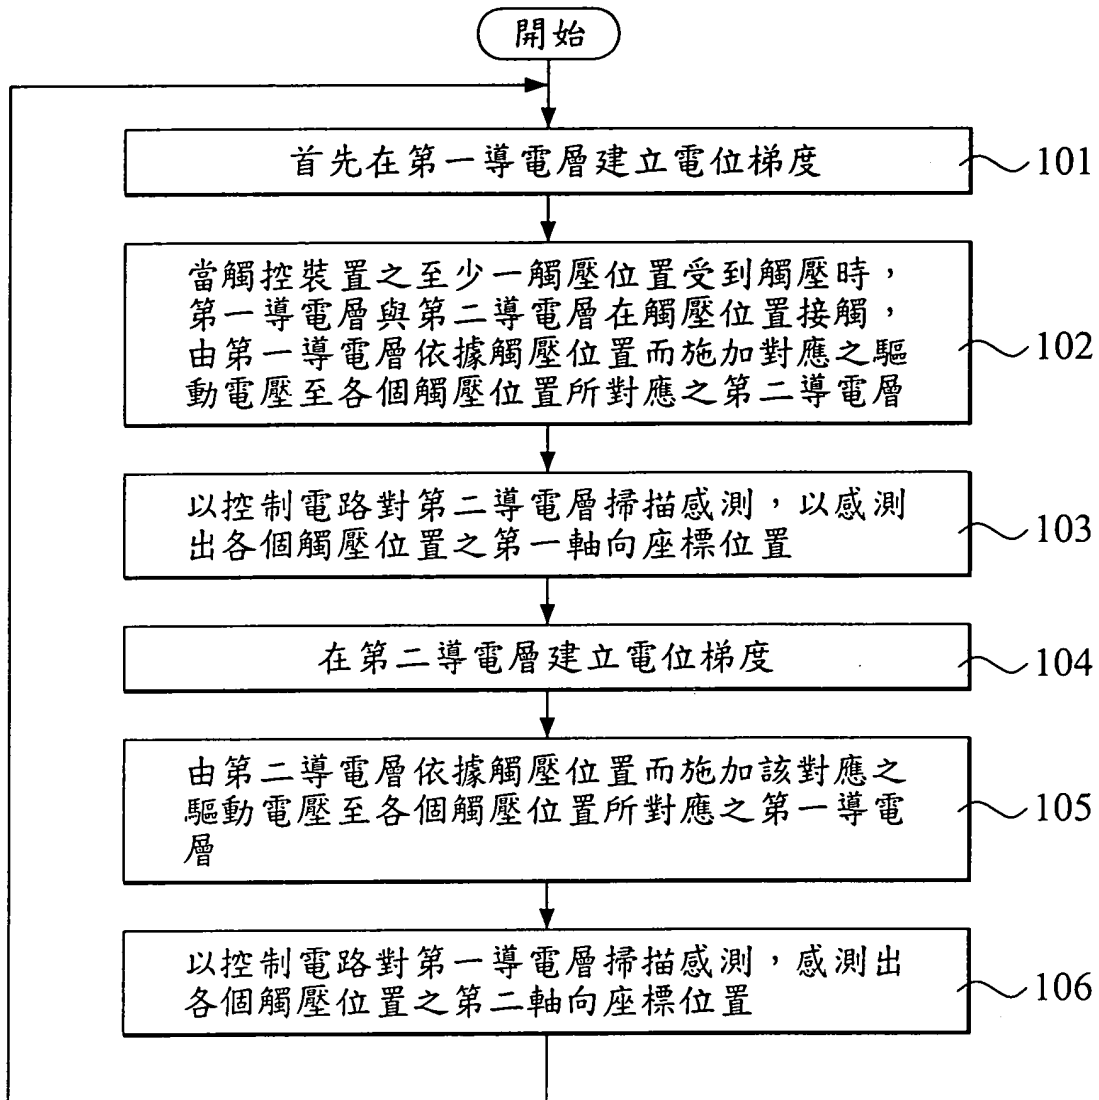 開始
首先在第一導電層建立電位梯度
101
當觸控裝置之至少一觸壓位置受到觸壓時，
第一導電層與第二導電層在觸壓位置接觸，
由第一導電層依據觸壓位置而施加對應之驅
動電壓至各個觸壓位置所對應之第二導電層
102
以控制電路對第二導電層掃描感測，以感測
出各個觸壓位置之第一軸向座標位置
103
在第二導電層建立電位梯度
104
由第二導電層依據觸壓位置而施加該對應之
驅動電壓至各個觸壓位置所對應之第一導電
層
105
以控制電路對第一導電層掃描感測，感測出
各個觸壓位置之第二軸向座標位置
106